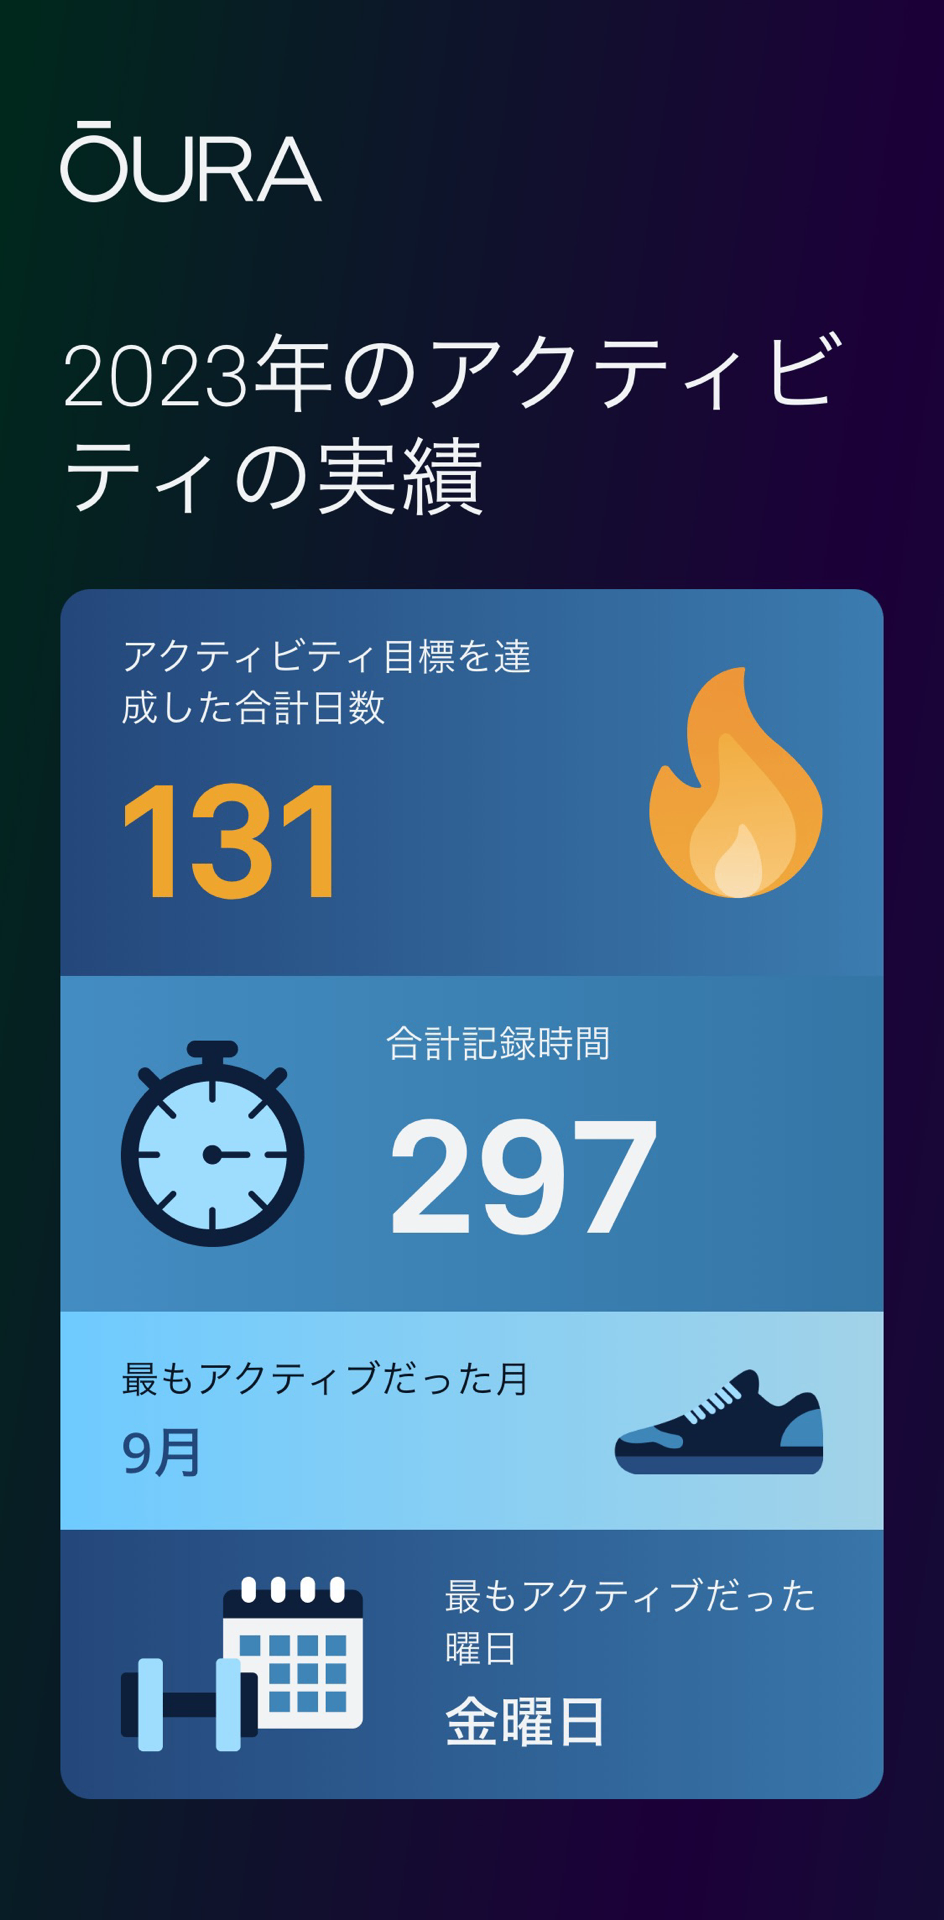 ŌURA
2023年のアクティビ
ティの実績
アクティビティ目標を達
成した合計日数
131
合計記録時間
297
最もアクティブだった月
9月
最もアクティブだった
曜日
金曜日